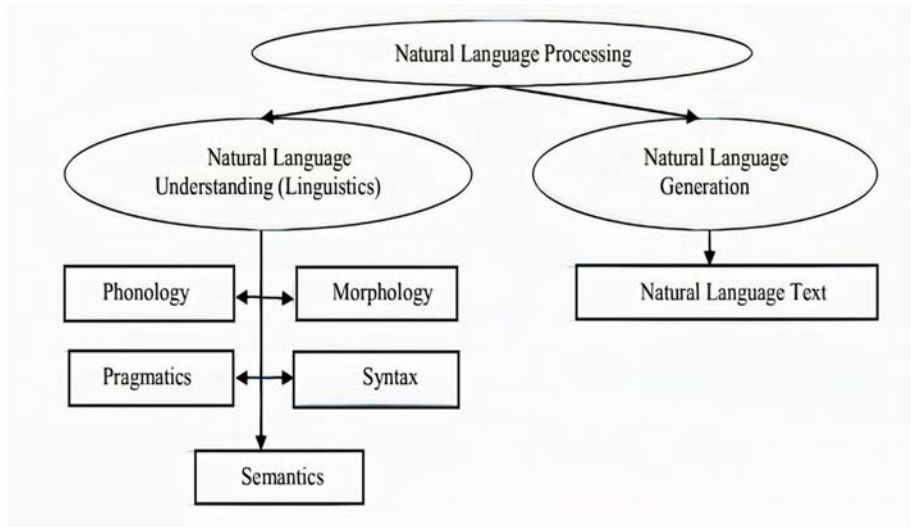 Natural Language Processing
Natural Language
Understanding (Linguistics)
Natural Language
Generation
Phonology
Morphology
Natural Language Text
Pragmatics
Syntax
Semantics